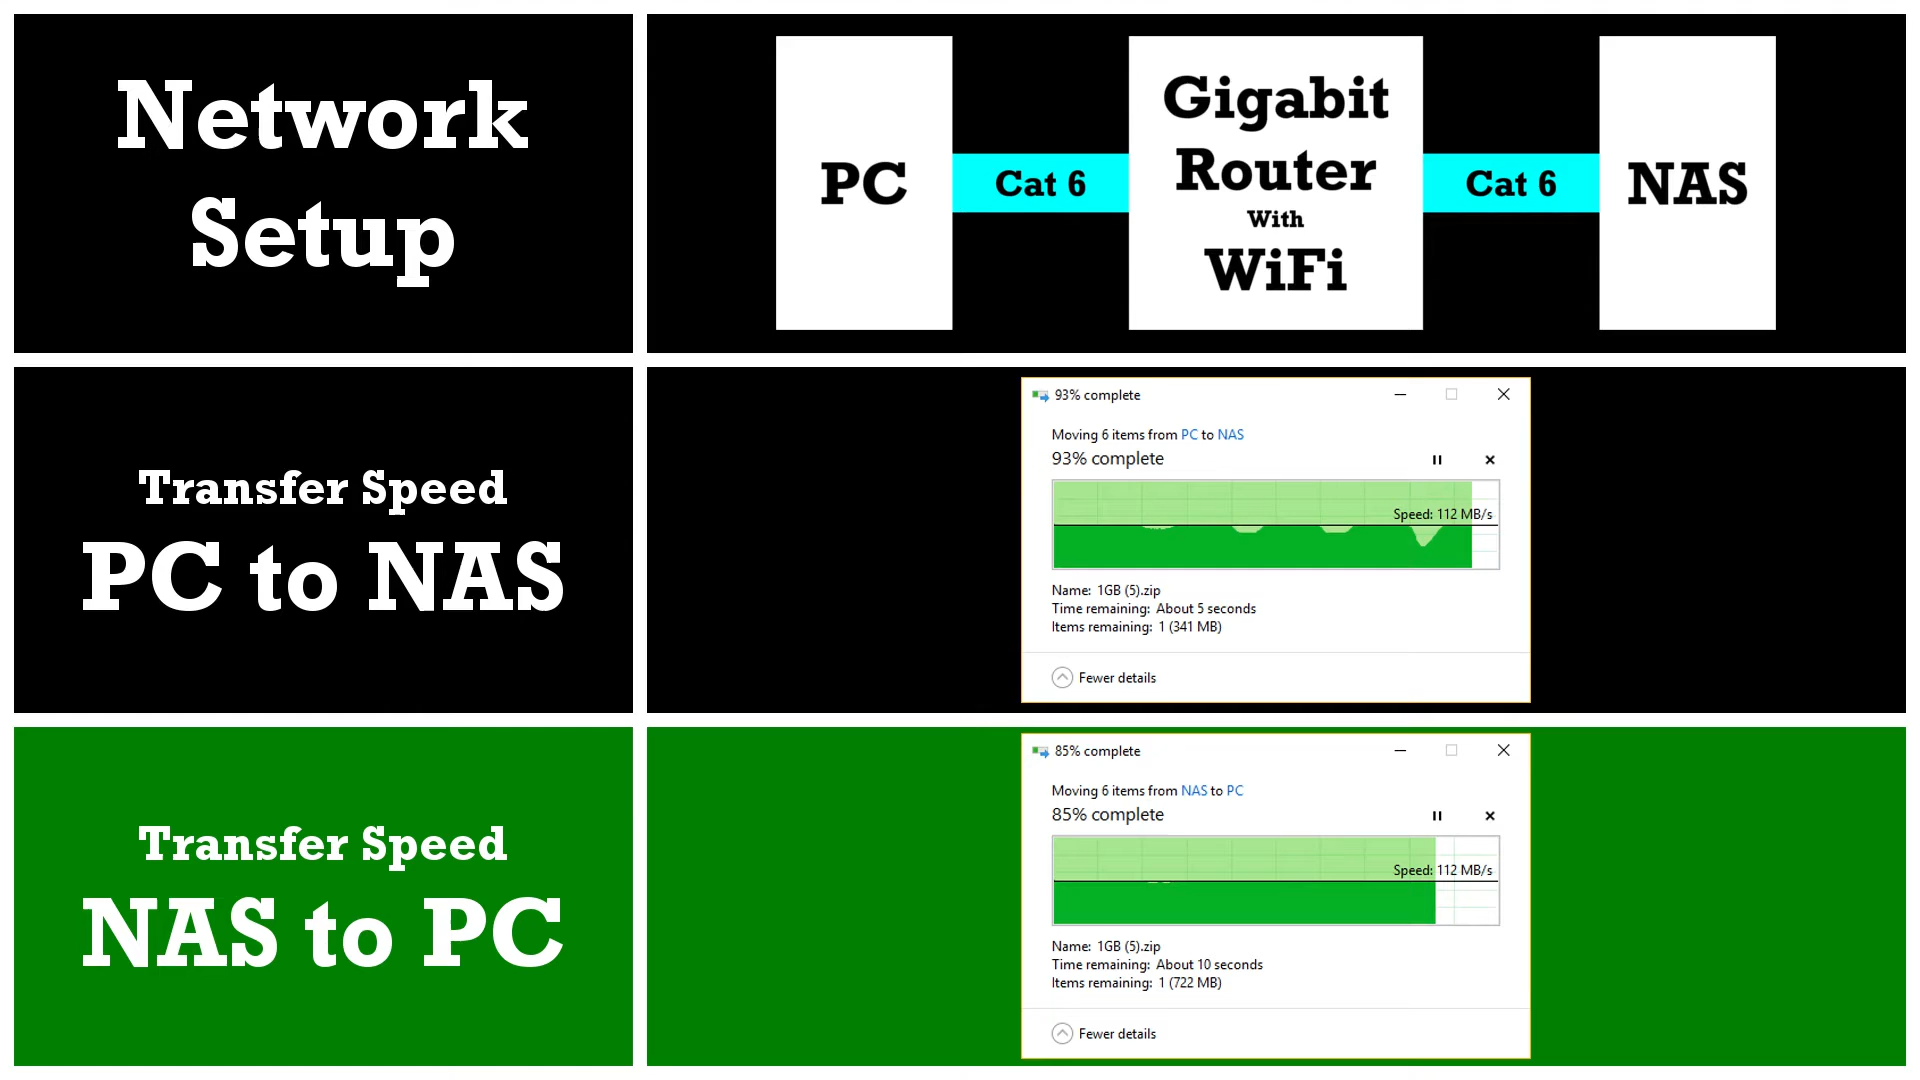 Network
Setup
PC
Cat 6
Gigabit
Router
With
WiFi
Cat 6
NAS
Transfer Speed
PC to NAS
93% complete
Moving 6 items from PC to NAS
93% complete
Speed: 112 MB/s
Name: 1GB (5).zip
Time remaining: About 5 seconds
Items remaining: 1 (341 MB)
Fewer details
Transfer Speed
NAS to PC
85% complete
Moving 6 items from NAS to PC
85% complete
Speed: 112 MB/s
Name: 1GB (5).zip
Time remaining: About 10 seconds
Items remaining: 1 (722 MB)
Fewer details